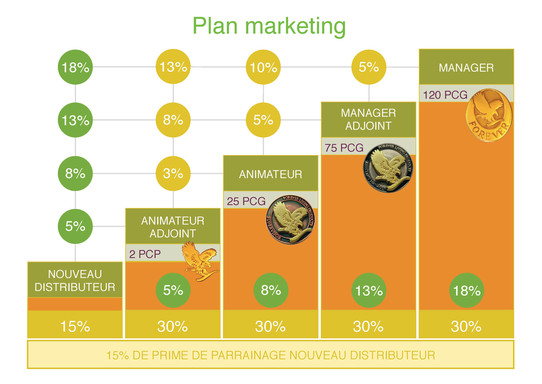 Plan marketing
18% 13% 10% 5% MANAGER
120 PCG
FOREVER
13% 8% 5% MANAGER
ADJOINT
75 PCG
8% 3% ANIMATEUR
25 PCG
5% ANIMATEUR
ADJOINT
2 PCP
NOUVEAU
DISTRIBUTEUR
5% 8% 13% 18%
15% 30% 30% 30% 30%
15% DE PRIME DE PARRAINAGE NOUVEAU DISTRIBUTEUR